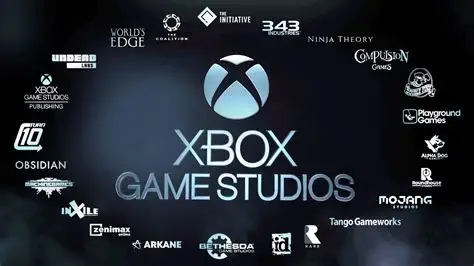 THE
INITIATIVE
WORLD'S
EDGE
THE
COALITION
343
INDUSTRIES
NINJA THEORY
COMPULSION
GAMES
UNDEAD
LABS
XBOX
GAME STUDIOS
PUBLISHING
Playground
Games
TURN
10
ALPHA DOG
OBSIDIAN
XBOX
GAME STUDIOS
Roundhouse
STUDIOS
MACHINEGAMES
MOJANG
STUDIOS
INXILE
Tango Gameworks
zenimax
online
ARKANE
BETHESDA
GAME STUDIOS
id
RARE